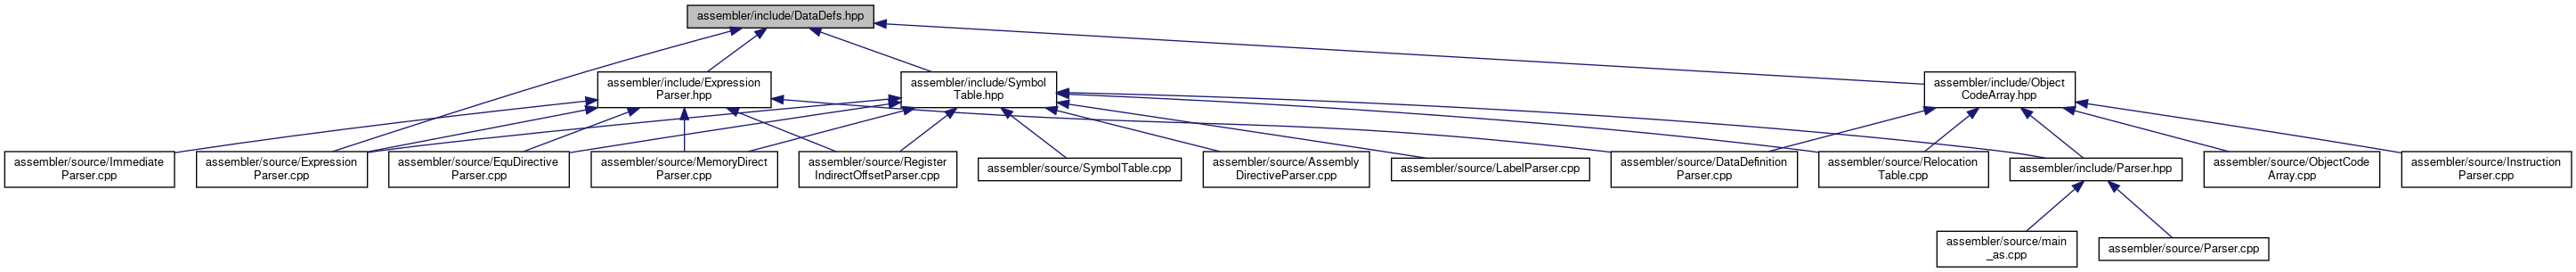 assembler/include/DataDefs.hpp
assembler/include/Expression
Parser.hpp
assembler/include/Symbol
Table.hpp
assembler/include/Object
CodeArray.hpp
assembler/source/Immediate
Parser.cpp
assembler/source/Expression
Parser.cpp
assembler/source/EquDirective
Parser.cpp
assembler/source/MemoryDirect
Parser.cpp
assembler/source/Register
IndirectOffsetParser.cpp
assembler/source/SymbolTable.cpp
assembler/source/Assembly
DirectiveParser.cpp
assembler/source/LabelParser.cpp
assembler/source/DataDefinition
Parser.cpp
assembler/source/Relocation
Table.cpp
assembler/include/Parser.hpp
assembler/source/ObjectCode
Array.cpp
assembler/source/Instruction
Parser.cpp
assembler/source/main
_as.cpp
assembler/source/Parser.cpp